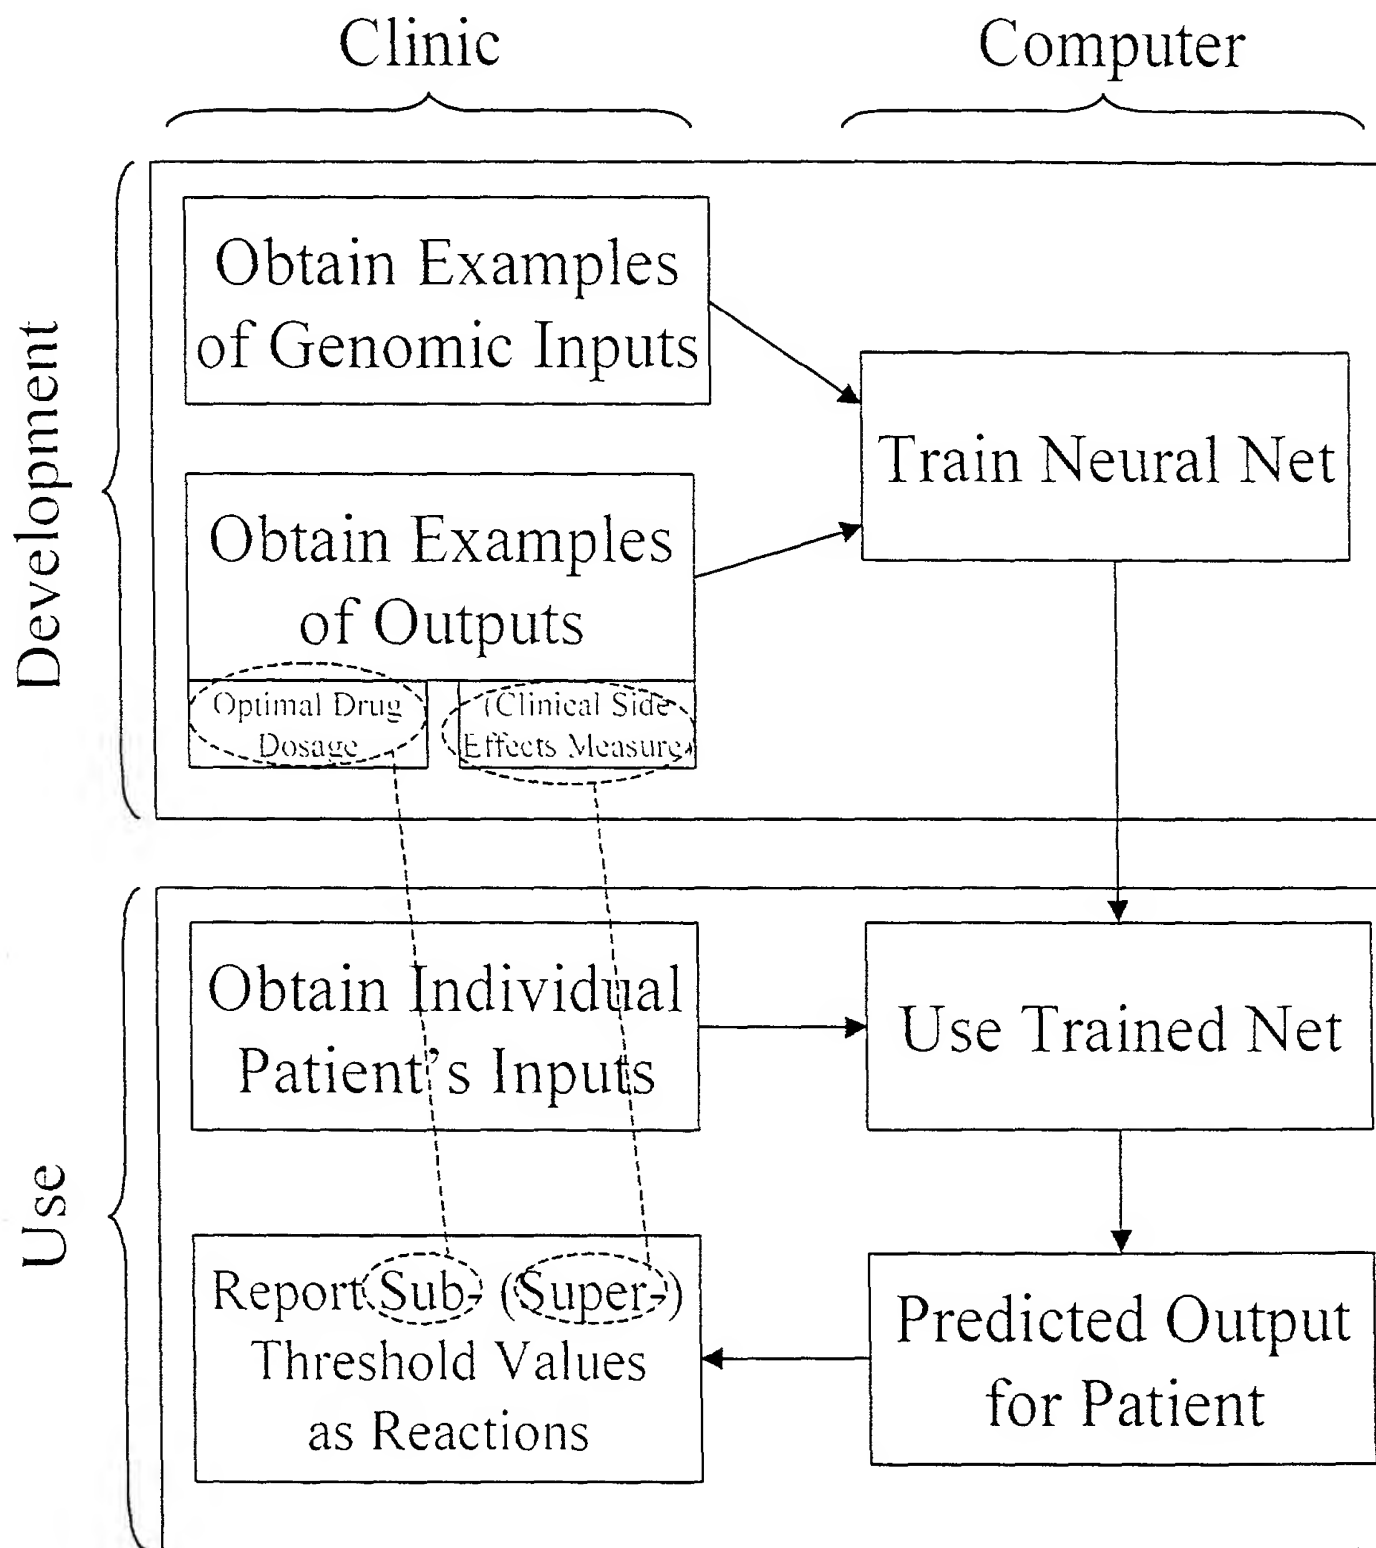 Clinic
Computer
Development
Obtain Examples
of Genomic Inputs
Train Neural Net
Obtain Examples
of Outputs
Optimal Drug
Dosage
(Clinical Side
Effects Measure)
Use
Obtain Individual
Patient's Inputs
Use Trained Net
Report Sub- (Super-)
Threshold Values
as Reactions
Predicted Output
for Patient